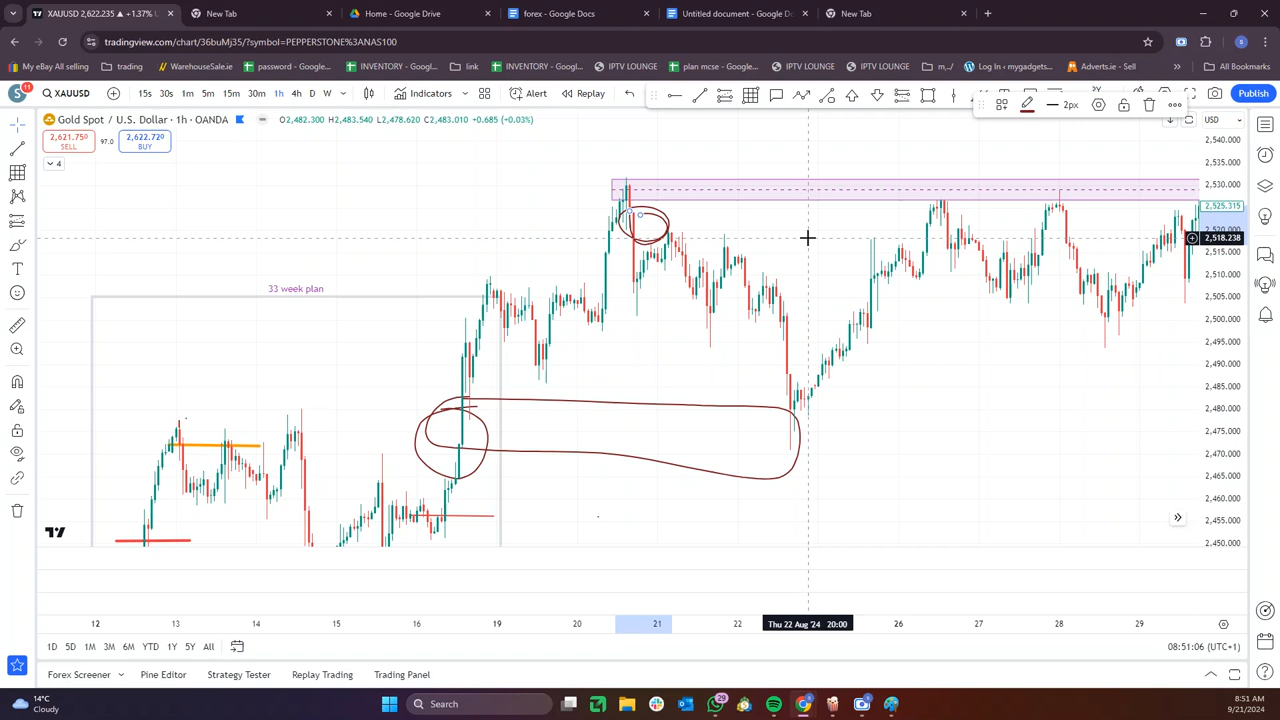 XAUUSD 2,622.235 ▲ +1.37%
New Tab
Home - Google Drive
forex - Google Docs
Untitled document - Google Do
New Tab
tradingview.com/chart/36buMj35/?symbol=PEPPERSTONE%3ANAS100
My eBay All selling
trading
WarehouseSale.ie
password - Google...
INVENTORY - Googl...
link
INVENTORY - Googl...
IPTV LOUNGE
plan mcse - Google...
IPTV LOUNGE
IPTV LOUNGE
m,../
Log In ‹ mygadgets...
Adverts.ie – Sell
All Bookmarks
S 11
XAUUSD
15s 30s 1m 5m 15m 30m 1h 4h D W
Indicators
Alert
Replay
2px
Publish
Gold Spot / U.S. Dollar · 1h · OANDA
O2,482.300 H2,483.540 L2,478.620 C2,483.010 +0.685 (+0.03%)
USD
2,621.750
SELL
97.0
2,622.720
BUY
4
33 week plan
2,540.000
2,535.000
2,530.000
2,525.315
2,520.000
2,518.238
2,515.000
2,510.000
2,505.000
2,500.000
2,495.000
2,490.000
2,485.000
2,480.000
2,475.000
2,470.000
2,465.000
2,460.000
2,455.000
2,450.000
12 13 14 15 16 19 20 21 22 Thu 22 Aug '24 20:00 26 27 28 29
1D 5D 1M 3M 6M YTD 1Y 5Y All
08:51:06 (UTC+1)
Forex Screener
Pine Editor
Strategy Tester
Replay Trading
Trading Panel
14°C
Cloudy
Search
29
8:51 AM
9/21/2024